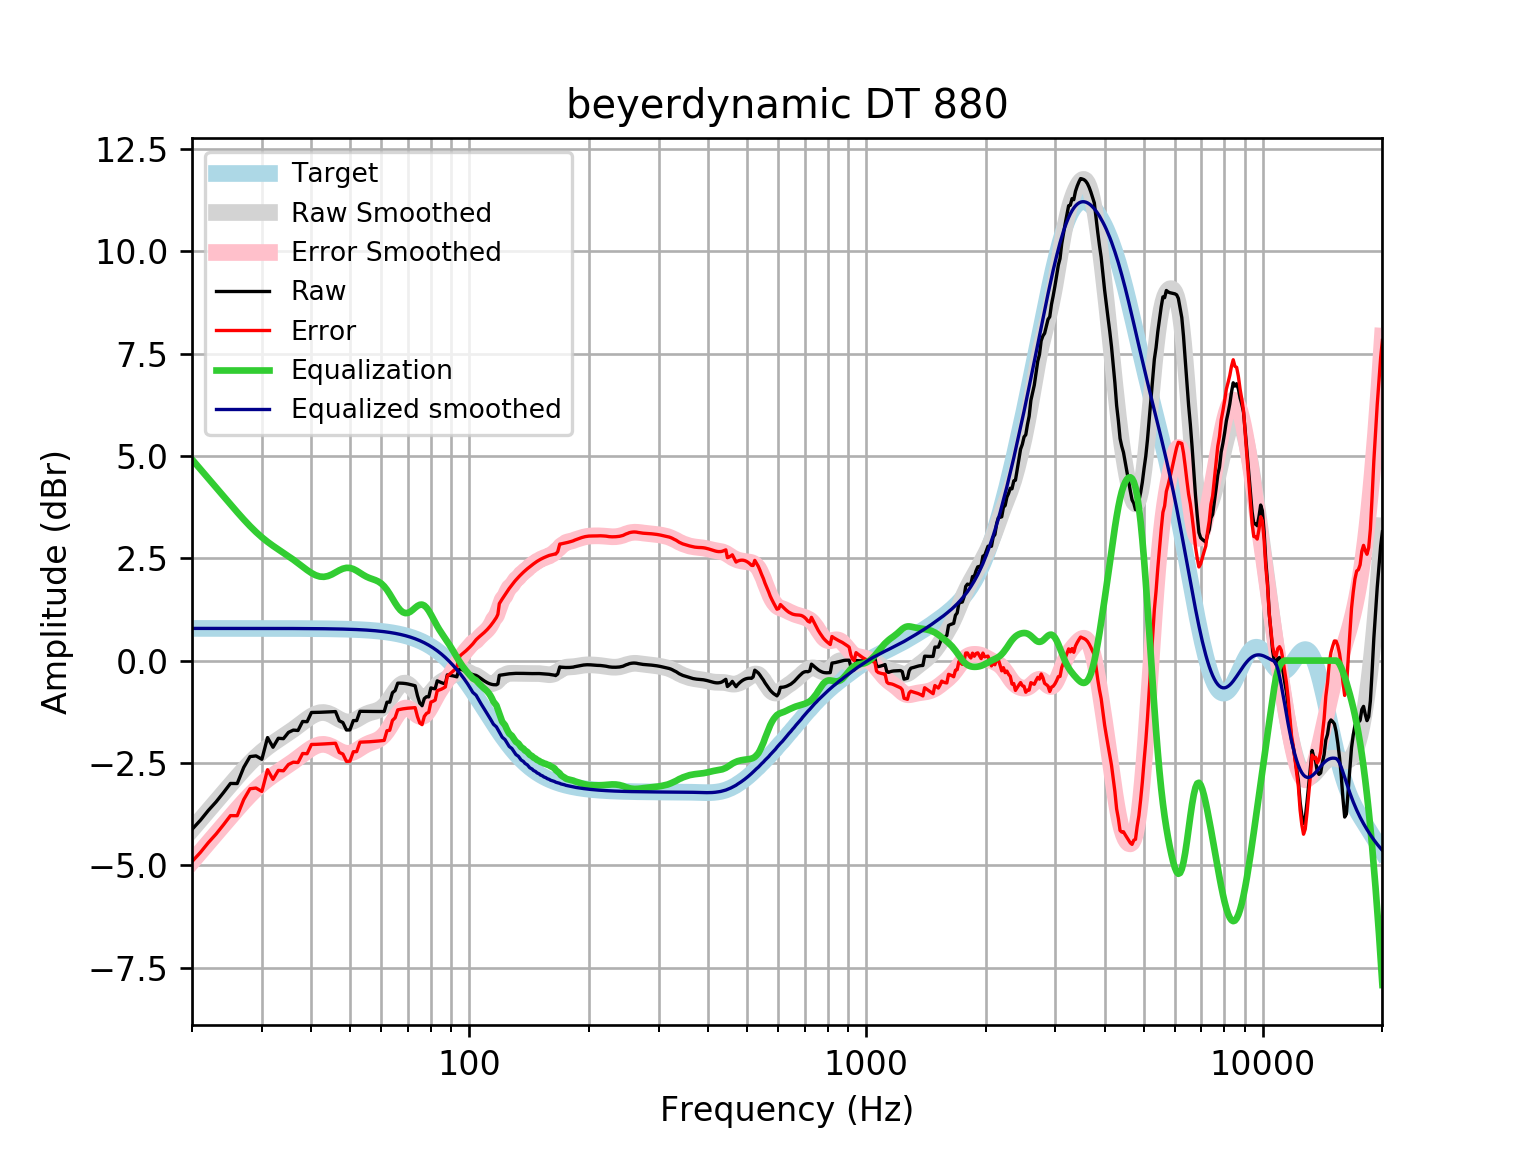 beyerdynamic DT 880
12.5
10.0
7.5
5.0
2.5
0.0
−2.5
−5.0
−7.5
Amplitude (dBr)
Target
Raw Smoothed
Error Smoothed
Raw
Error
Equalization
Equalized smoothed
100 1000 10000
Frequency (Hz)